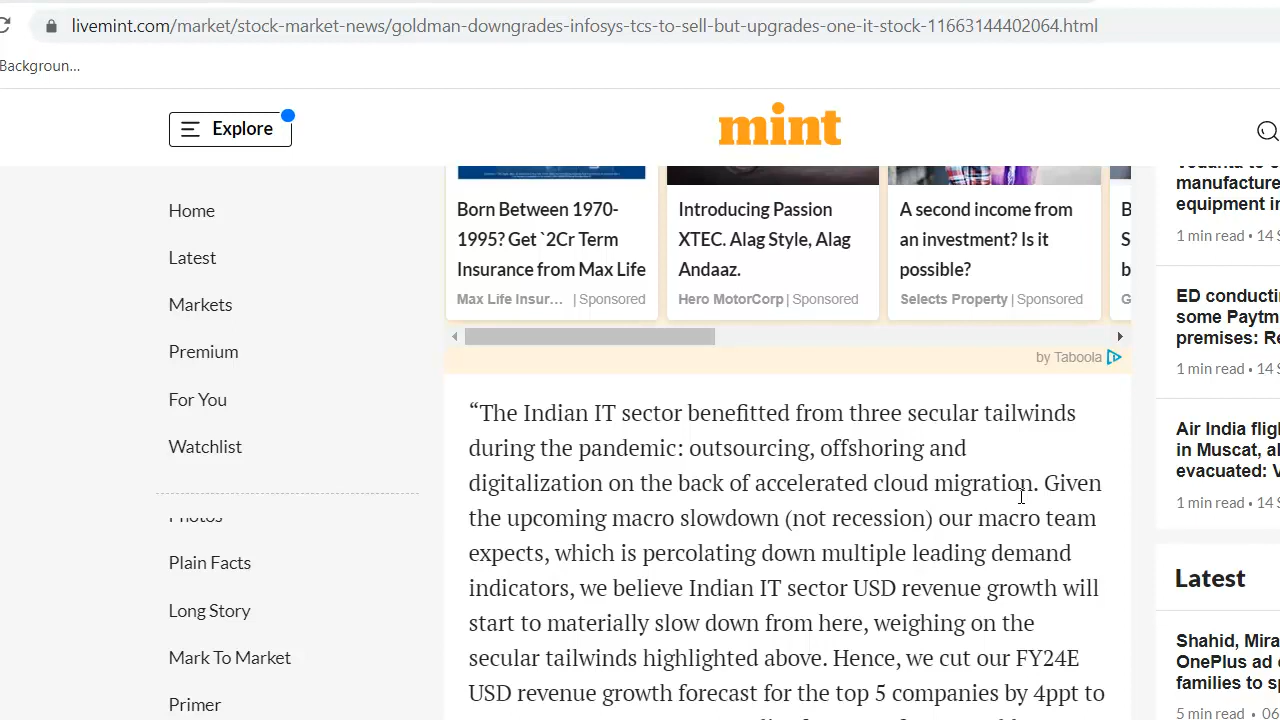 livemint.com/market/stock-market-news/goldman-downgrades-infosys-tcs-to-sell-but-upgrades-one-it-stock-11663144402064.html
Backgroun...
Explore
mint
Home
Latest
Markets
Premium
For You
Watchlist
Photos
Plain Facts
Long Story
Mark To Market
Primer
Born Between 1970-
1995? Get `2Cr Term
Insurance from Max Life
Max Life Insur... | Sponsored
Introducing Passion
XTEC. Alag Style, Alag
Andaaz.
Hero MotorCorp | Sponsored
A second income from
an investment? Is it
possible?
Selects Property | Sponsored
B
S
b
G
by Taboola
“The Indian IT sector benefitted from three secular tailwinds
during the pandemic: outsourcing, offshoring and
digitalization on the back of accelerated cloud migration. Given
the upcoming macro slowdown (not recession) our macro team
expects, which is percolating down multiple leading demand
indicators, we believe Indian IT sector USD revenue growth will
start to materially slow down from here, weighing on the
secular tailwinds highlighted above. Hence, we cut our FY24E
USD revenue growth forecast for the top 5 companies by 4ppt to
manufacture
equipment in
1 min read • 14 S
ED conducti
some Paytm
premises: Re
1 min read • 14 S
Air India flig
in Muscat, al
evacuated: V
1 min read • 14 S
Latest
Shahid, Mira
OnePlus ad
families to s
5 min read • 06